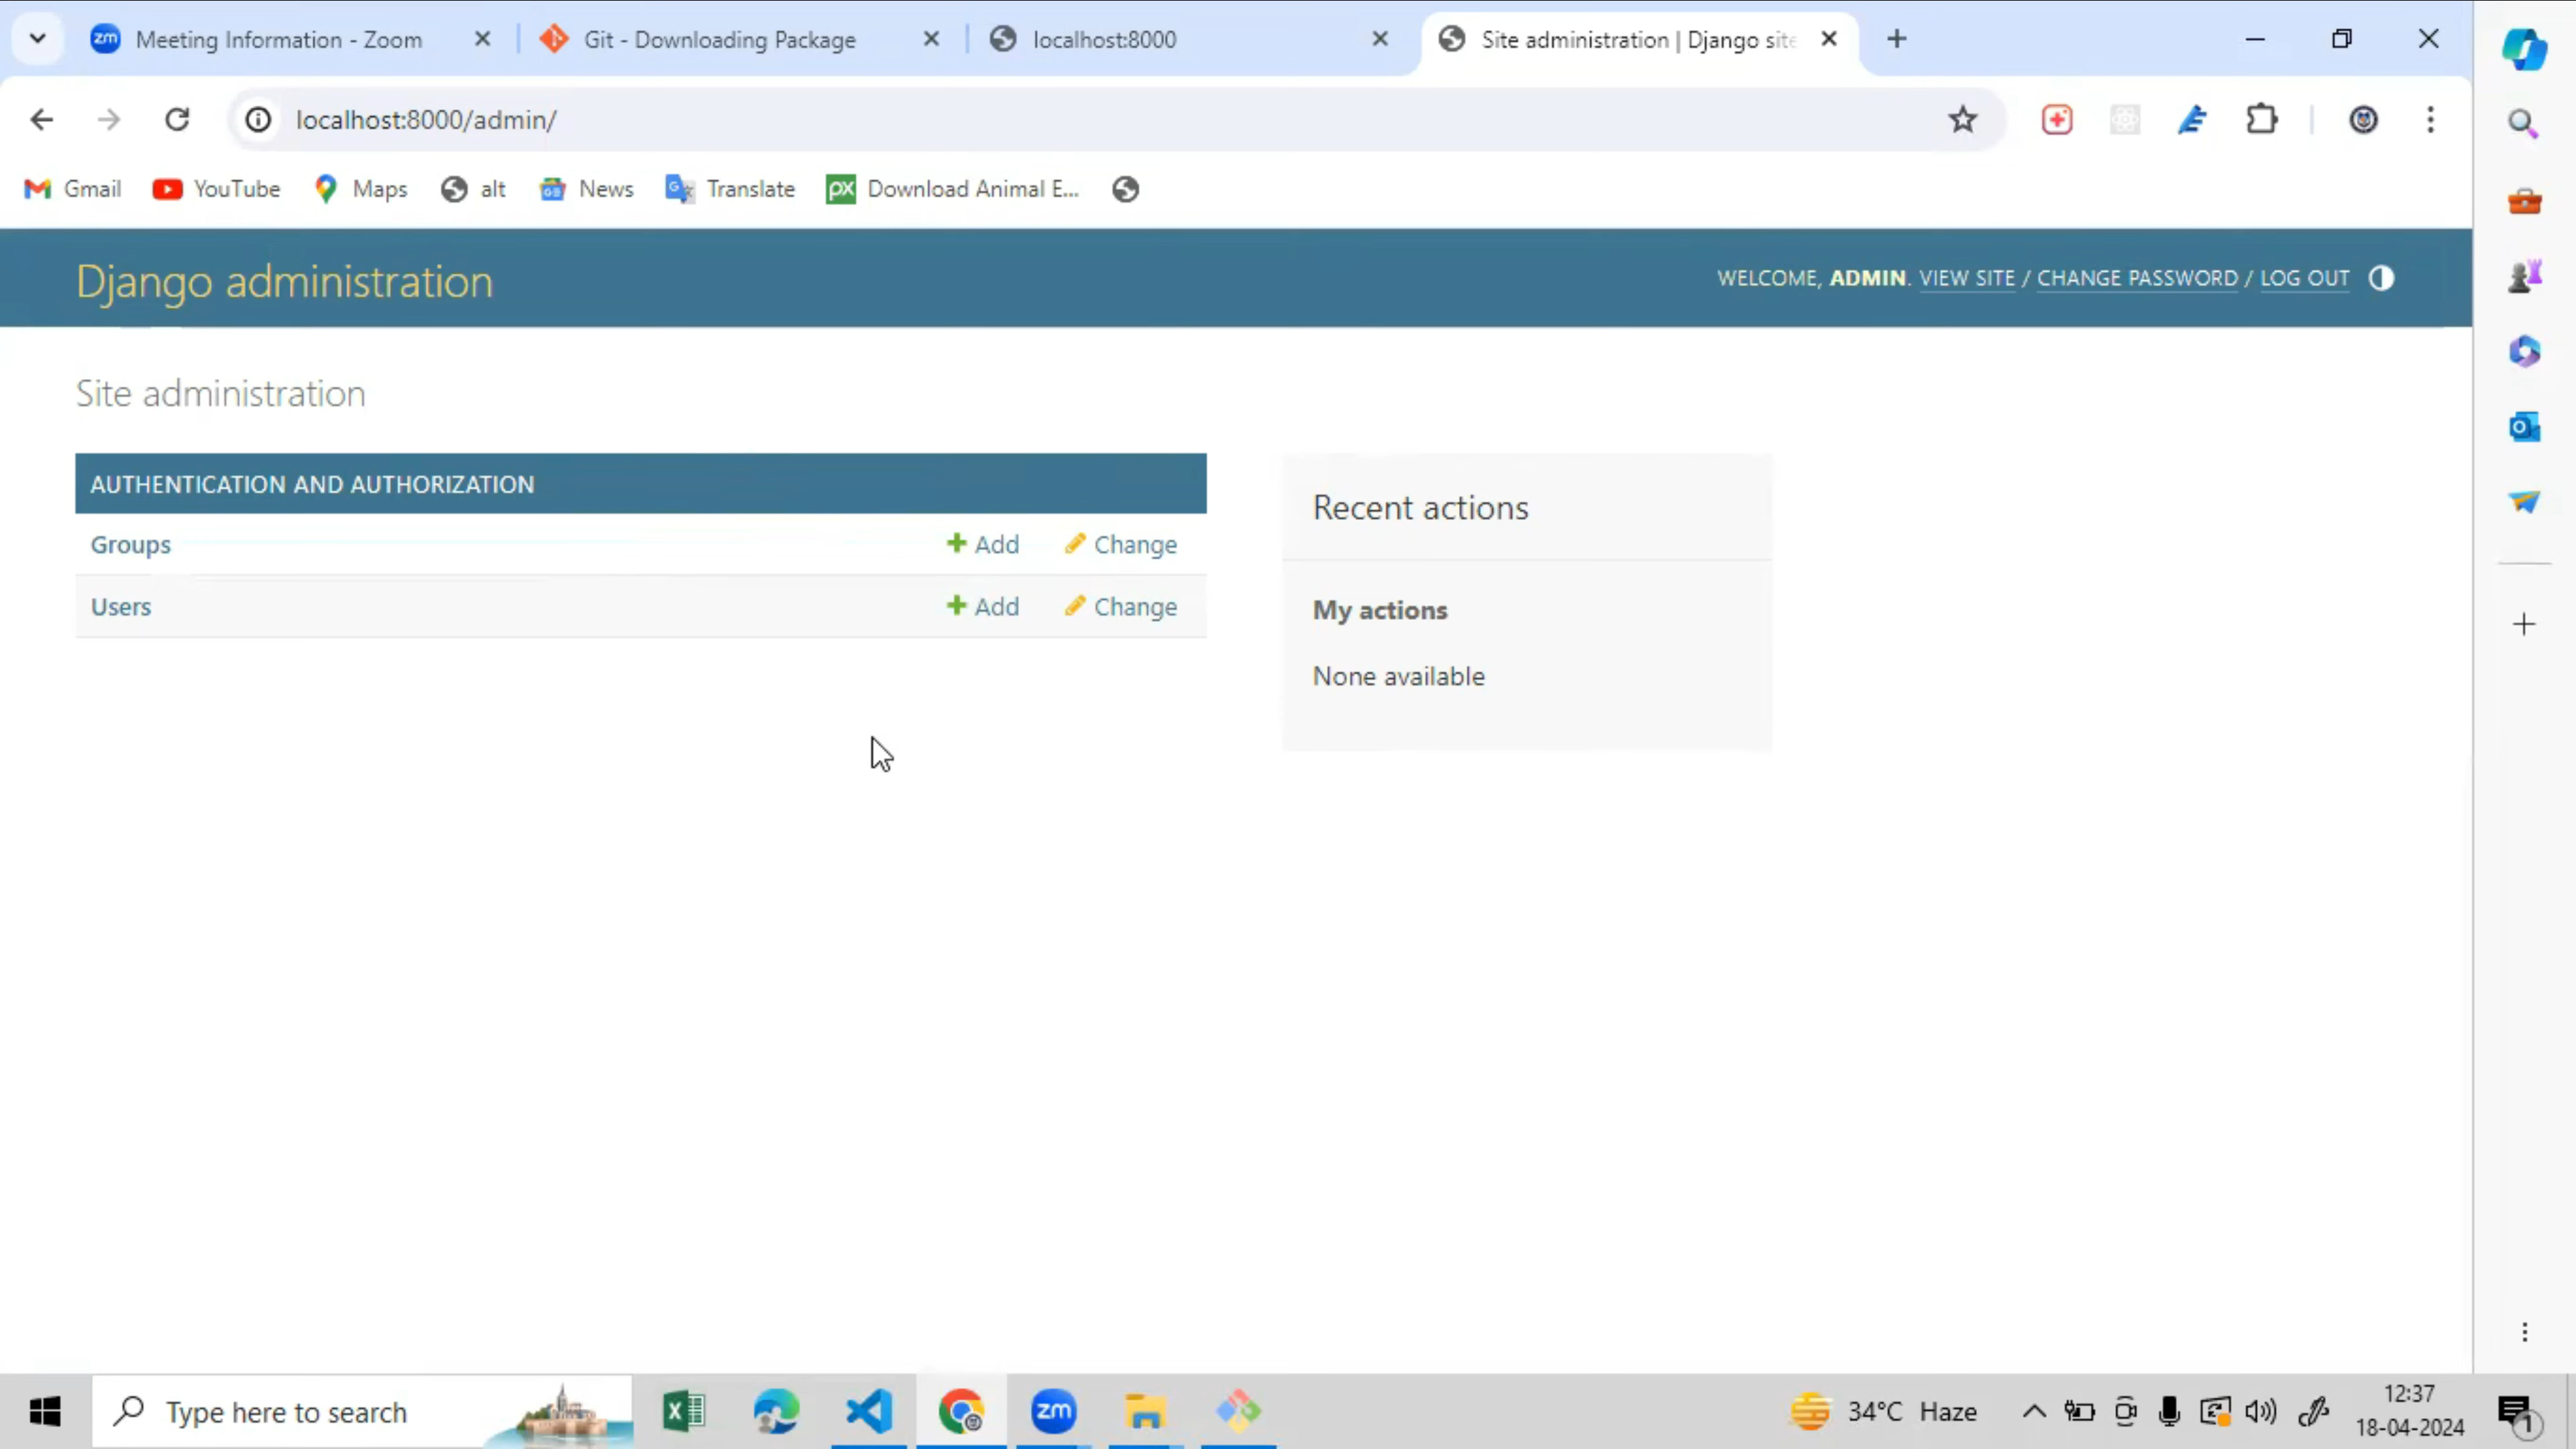 Meeting Information - Zoom
Git - Downloading Package
localhost:8000
Site administration | Django site
localhost:8000/admin/
Gmail
YouTube
Maps
alt
News
Translate
Download Animal E...
Django administration
WELCOME, ADMIN. VIEW SITE / CHANGE PASSWORD / LOG OUT
Site administration
AUTHENTICATION AND AUTHORIZATION
Groups
Add
Change
Users
Add
Change
Recent actions
My actions
None available
Type here to search
34°C Haze
12:37
18-04-2024
1